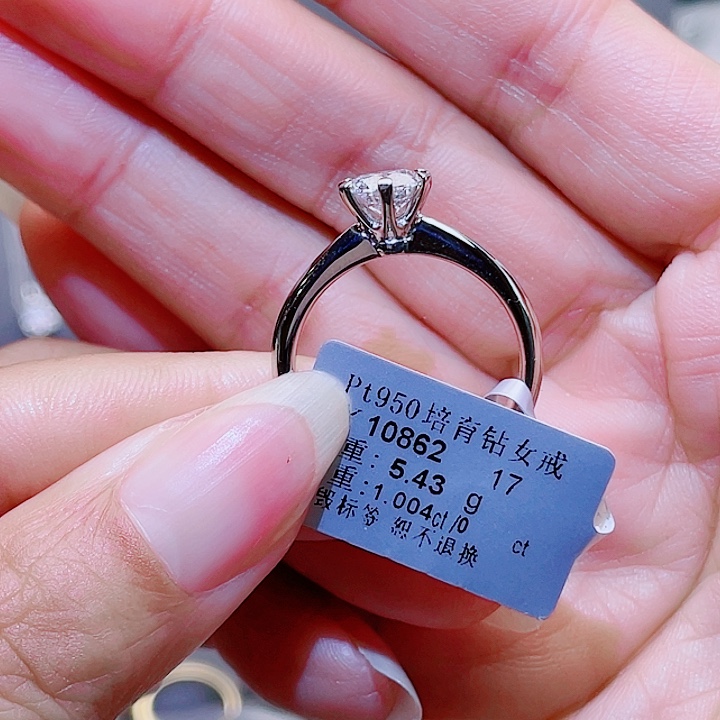 Pt950培育钻女戒
10862 17
重:5.43 g
重:1.004ct/0 ct
毁标签 恕不退换